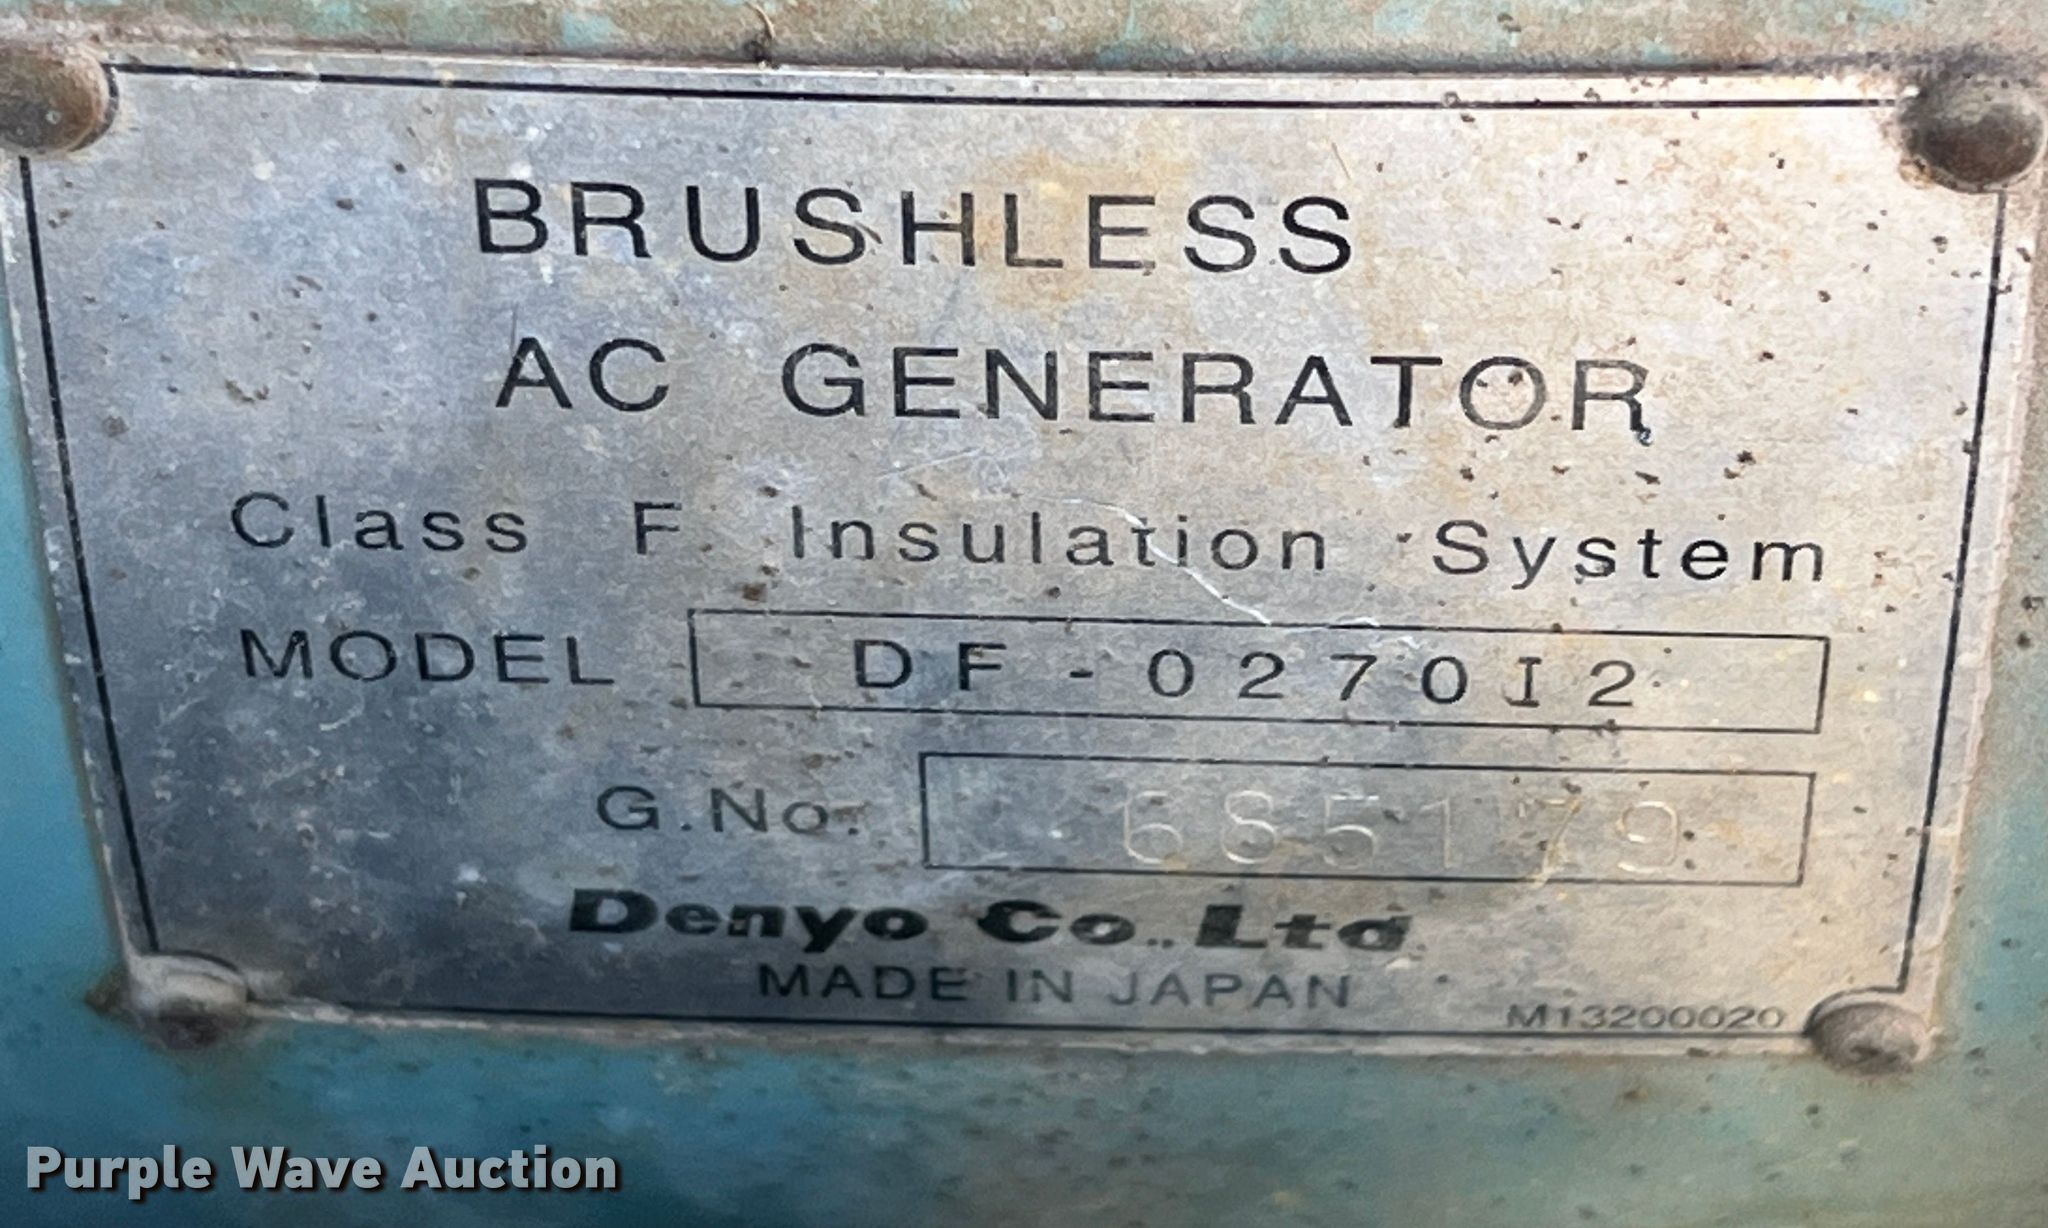 BRUSHLESS
AC GENERATOR
Class F Insulation System
MODEL DF-0270I2
G.No. 685179
Denyo Co.,Ltd.
MADE IN JAPAN
M13200020
Purple Wave Auction